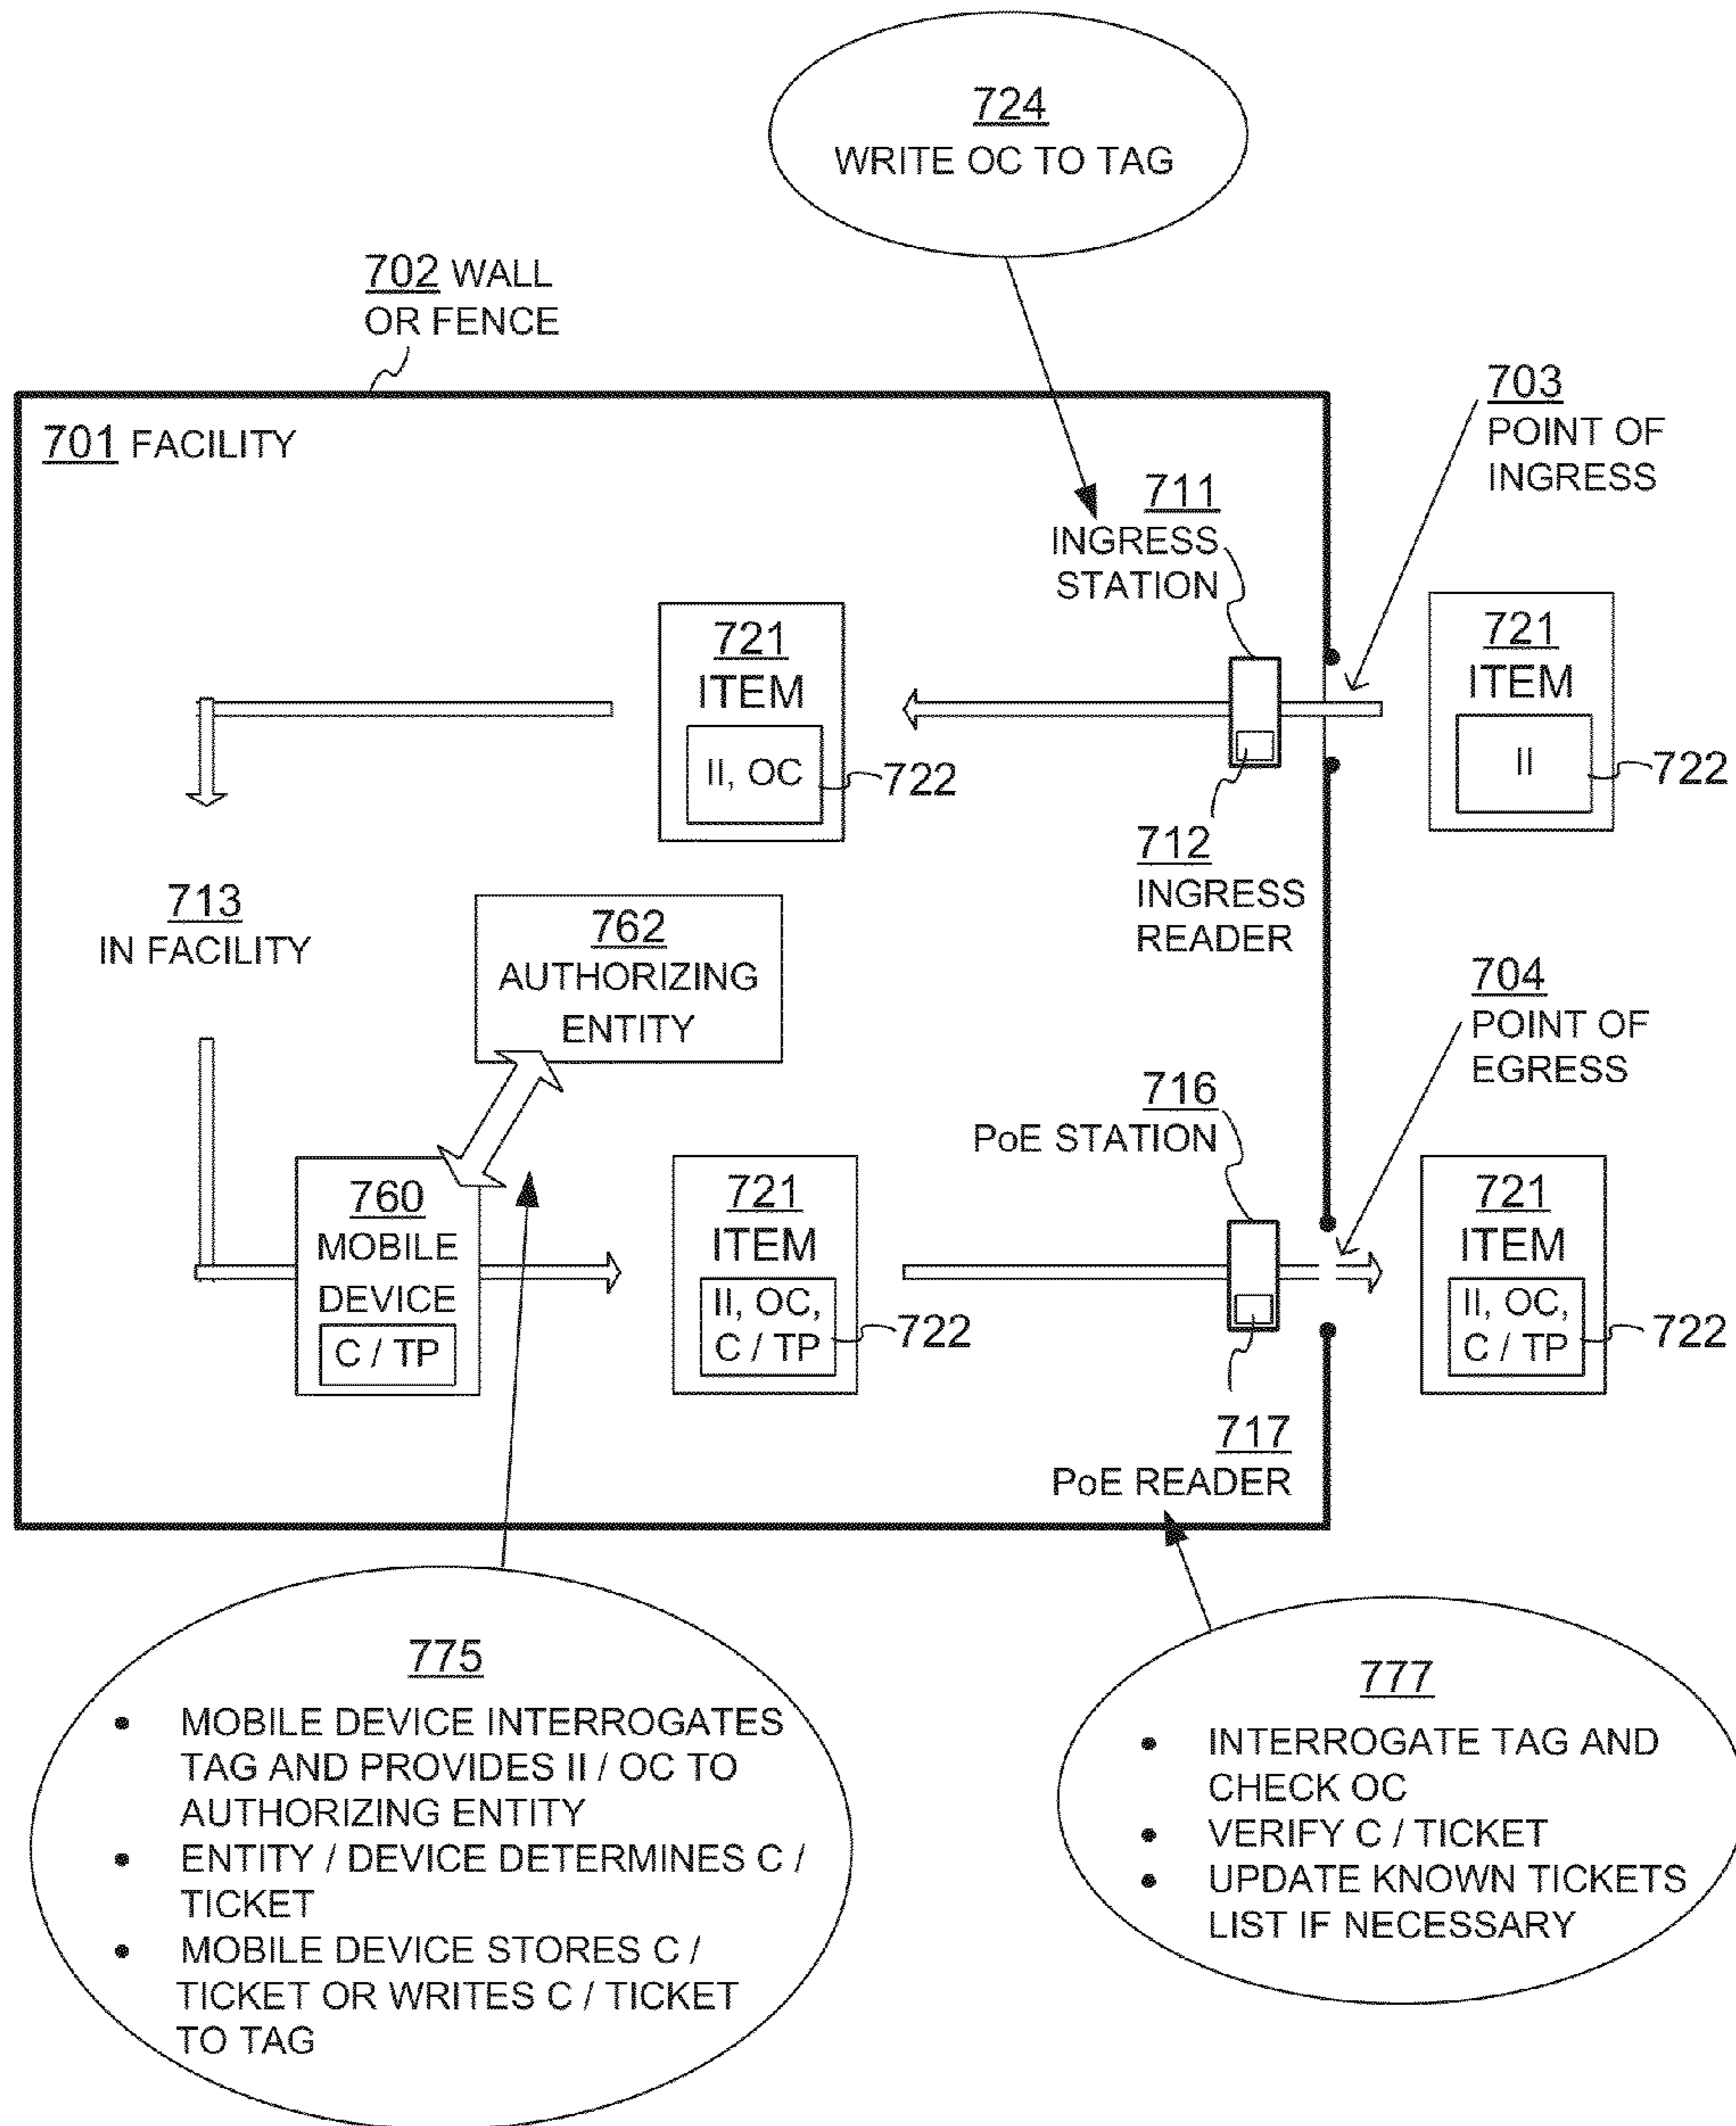 724
WRITE OC TO TAG
702 WALL
OR FENCE
703
POINT OF
INGRESS
701 FACILITY
711
INGRESS
STATION
721
ITEM
II, OC
722
721
ITEM
II
722
712
INGRESS
READER
713
IN FACILITY
762
AUTHORIZING
ENTITY
704
POINT OF
EGRESS
716
PoE STATION
760
MOBILE
DEVICE
C / TP
721
ITEM
II, OC,
C / TP
722
721
ITEM
II, OC,
C / TP
722
717
PoE READER
775
• MOBILE DEVICE INTERROGATES
TAG AND PROVIDES II / OC TO
AUTHORIZING ENTITY
• ENTITY / DEVICE DETERMINES C /
TICKET
• MOBILE DEVICE STORES C /
TICKET OR WRITES C / TICKET
TO TAG
777
• INTERROGATE TAG AND
CHECK OC
• VERIFY C / TICKET
• UPDATE KNOWN TICKETS
LIST IF NECESSARY